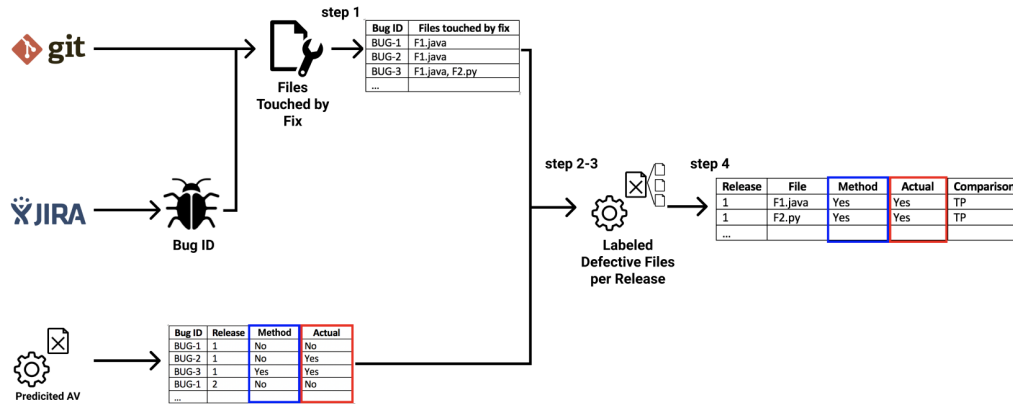 step 1
git
Bug ID Files touched by fix
BUG-1 F1.java
BUG-2 F1.java
BUG-3 F1.java, F2.py
...
Files
Touched by
Fix
JIRA
Bug ID
step 2-3
step 4
Labeled
Defective Files
per Release
Release File Method Actual Comparison
1 F1.java Yes Yes TP
1 F2.py Yes Yes TP
...
Predicited AV
Bug ID Release Method Actual
BUG-1 1 No No
BUG-2 1 No Yes
BUG-3 1 Yes Yes
BUG-1 2 No No
...